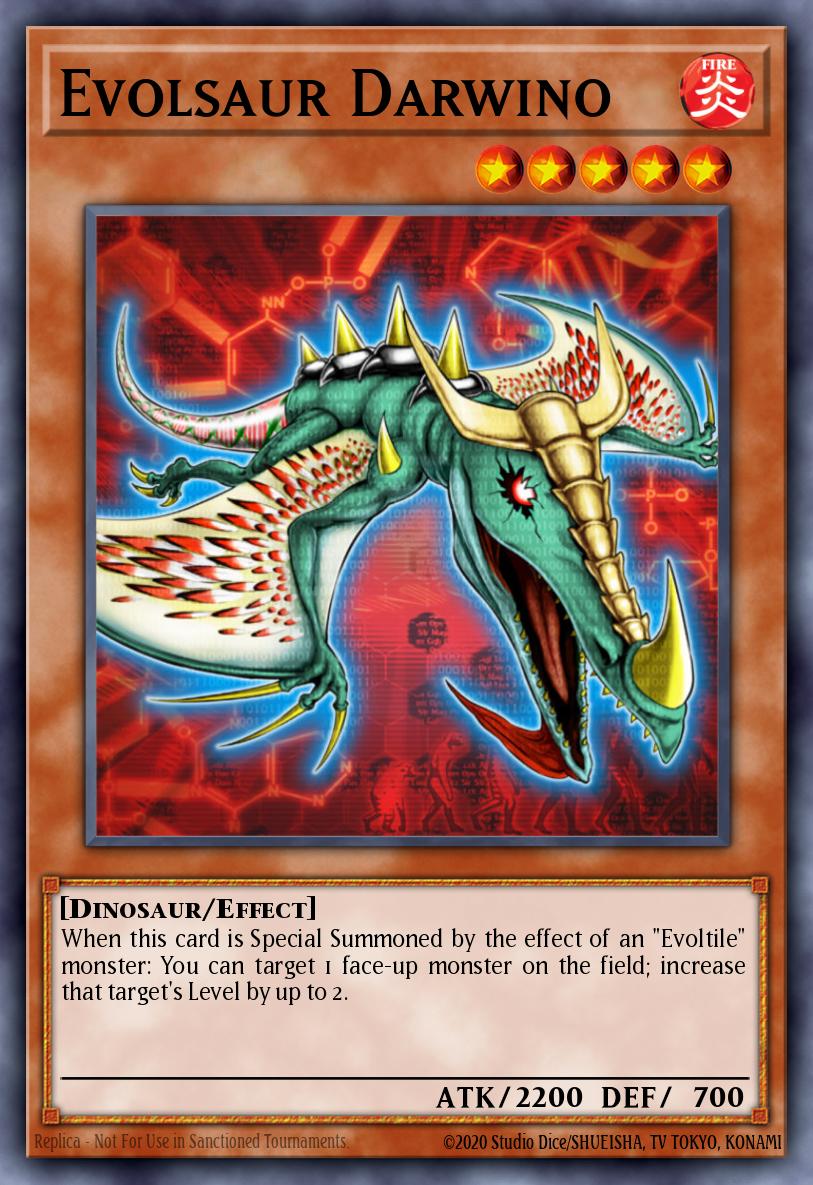 Evolsaur Darwino
FIRE
炎
[Dinosaur/Effect]
When this card is Special Summoned by the effect of an "Evoltile"
monster: You can target 1 face-up monster on the field; increase
that target's Level by up to 2.
ATK/2200 DEF/ 700
Replica - Not For Use in Sanctioned Tournaments.
©2020 Studio Dice/SHUEISHA, TV TOKYO, KONAMI